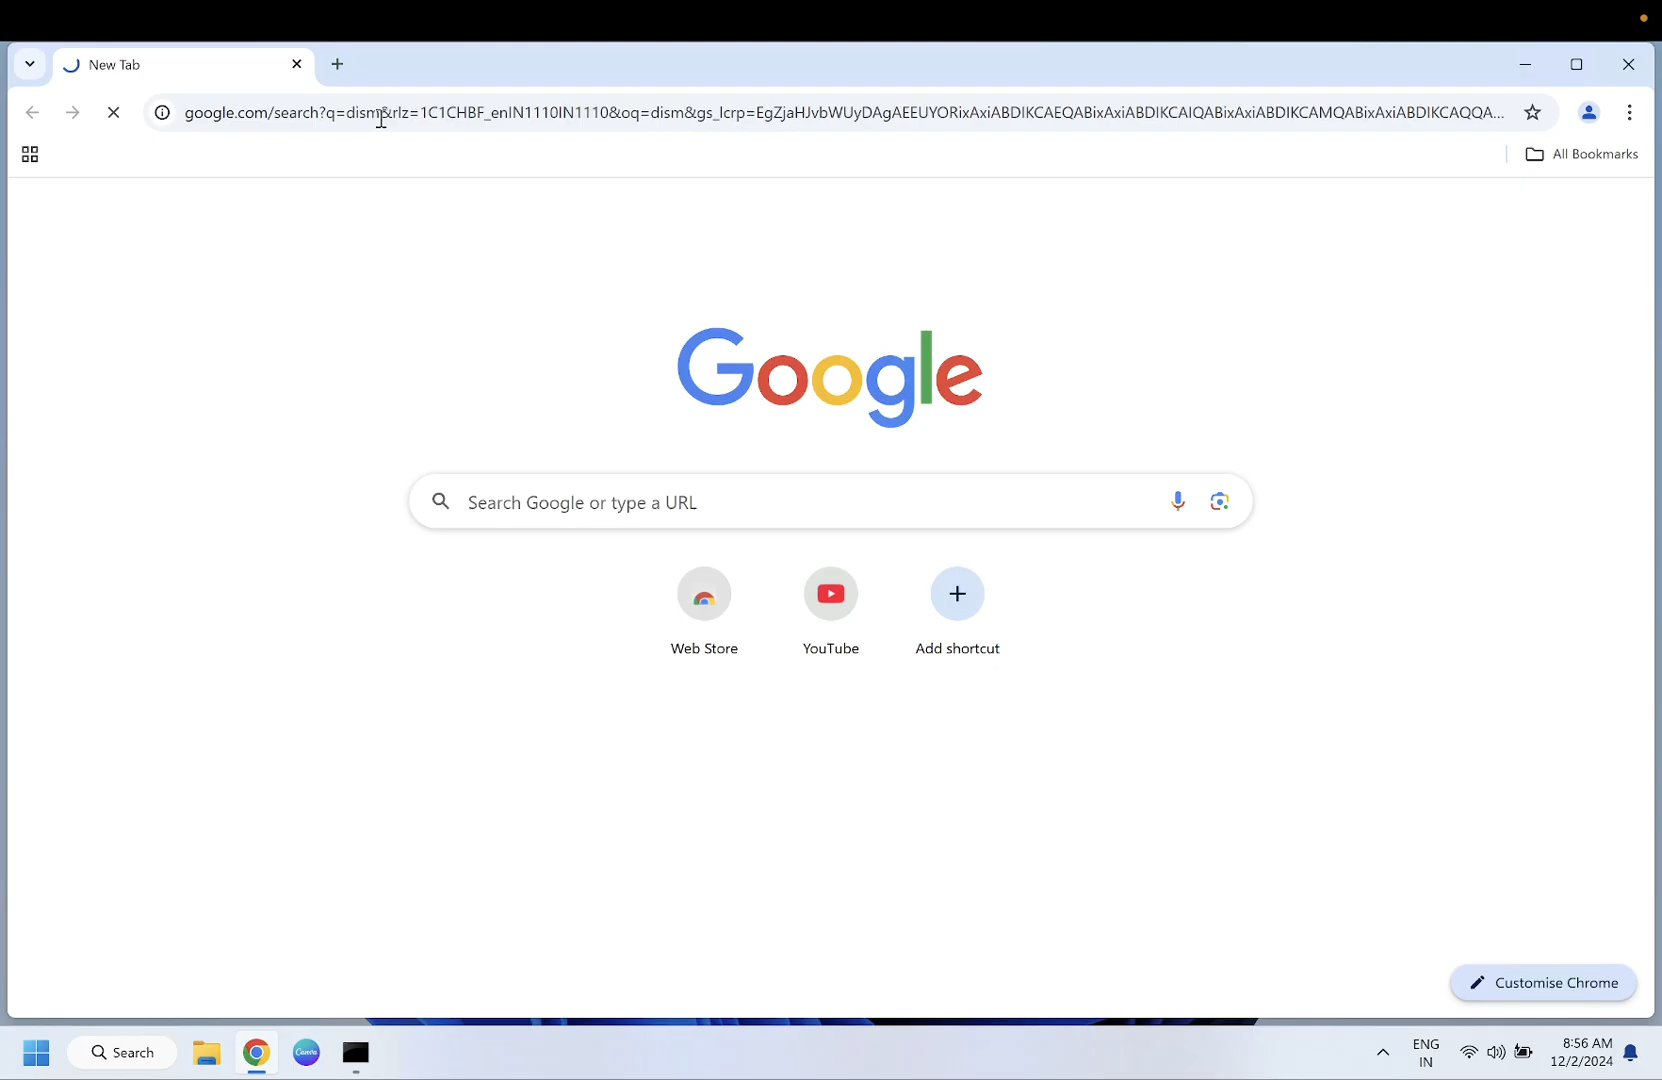 New Tab
google.com/search?q=dism&rlz=1C1CHBF_enIN1110IN1110&oq=dism&gs_lcrp=EgZjaHJvbWUyDAgAEEUYORixAxiABDIKCAEQABixAxiABDIKCAIQABixAxiABDIKCAMQABixAxiABDIKCAQQA...
All Bookmarks
Google
Search Google or type a URL
Web Store
YouTube
Add shortcut
Customise Chrome
Search
Canva
ENG
IN
8:56 AM
12/2/2024